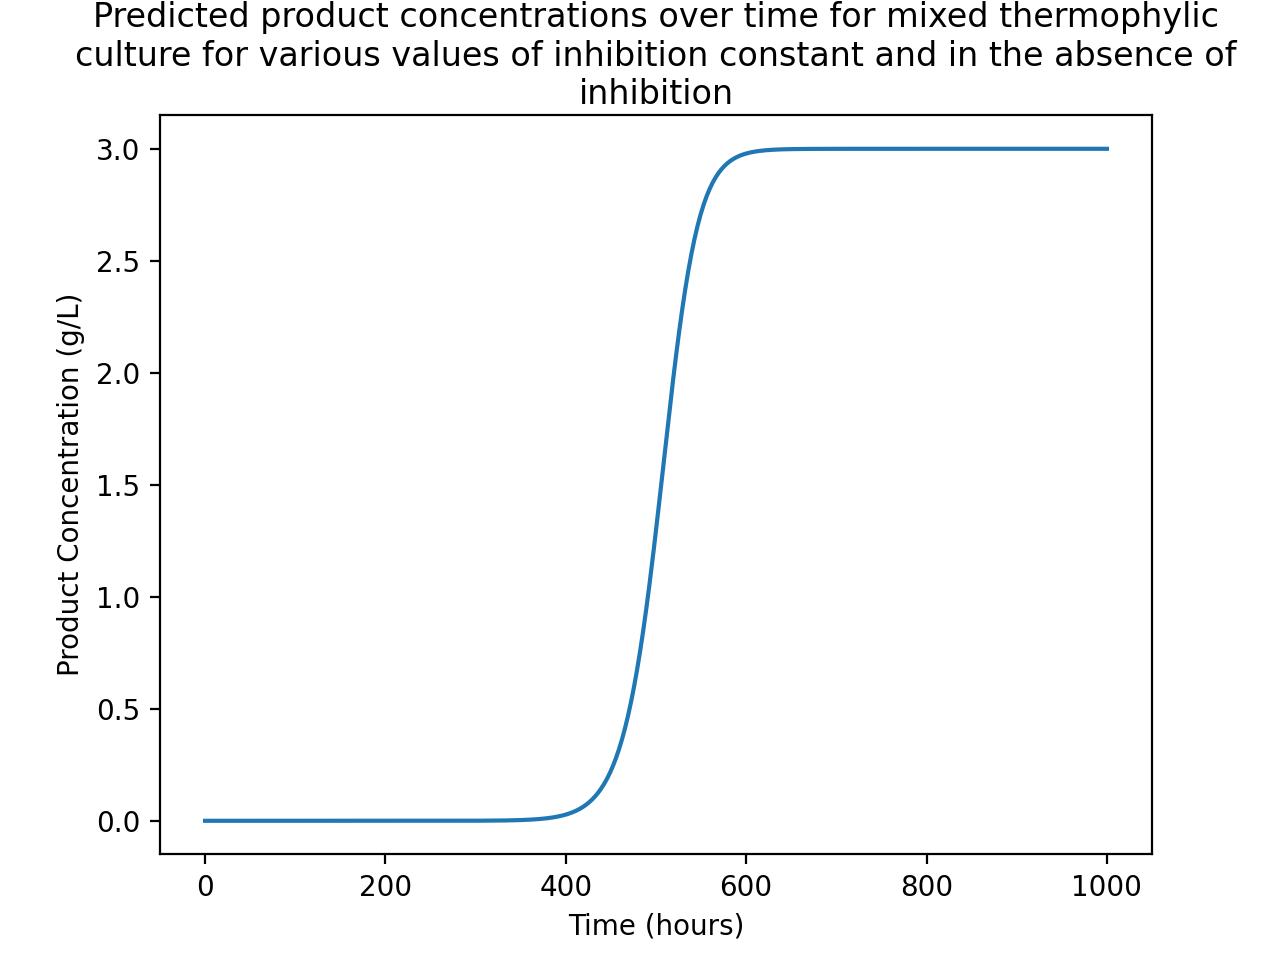 Predicted product concentrations over time for mixed thermophylic
culture for various values of inhibition constant and in the absence of
inhibition
3.0
2.5
2.0
1.5
1.0
0.5
0.0
Product Concentration (g/L)
0 200 400 600 800 1000
Time (hours)